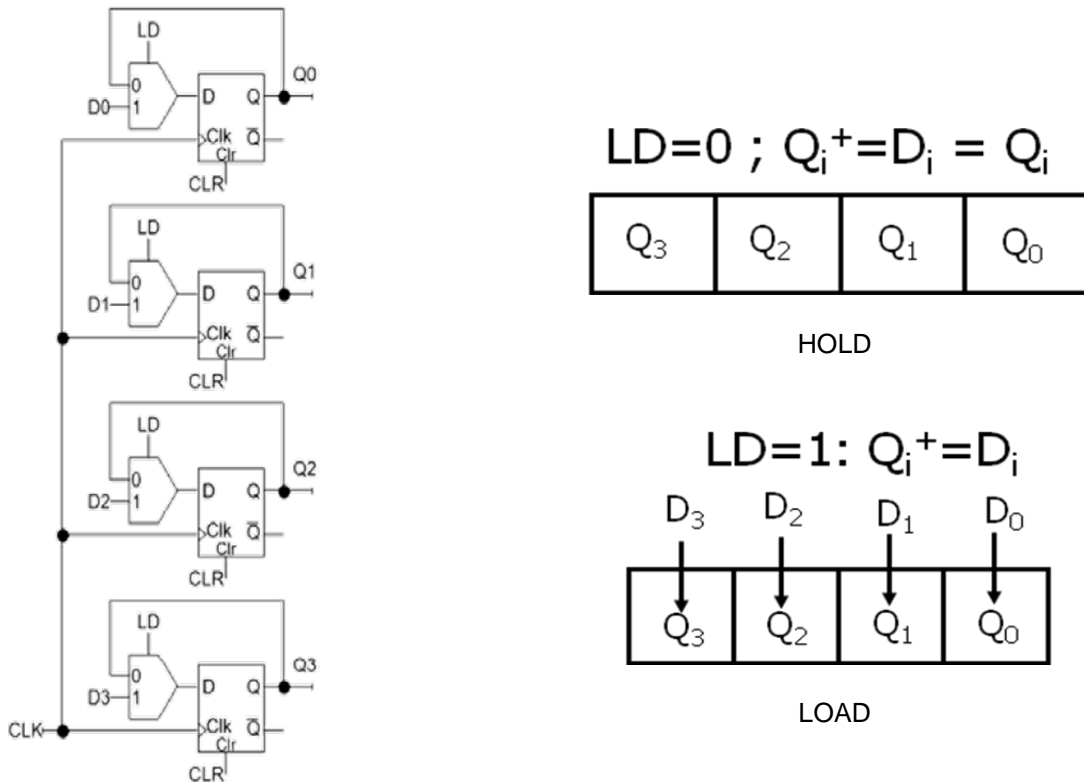 LD
Q0
0
D Q
D0 1
Clk Q̅
Clr
CLR
LD
Q1
0
D Q
D1 1
Clk Q̅
Clr
CLR
LD
Q2
0
D Q
D2 1
Clk Q̅
Clr
CLR
LD
Q3
0
D Q
D3 1
CLK Clk Q̅
Clr
CLR
LD=0 ; Qᵢ⁺=Dᵢ = Qᵢ
Q₃ Q₂ Q₁ Q₀
HOLD
LD=1: Qᵢ⁺=Dᵢ
D₃ D₂ D₁ D₀
Q₃ Q₂ Q₁ Q₀
LOAD